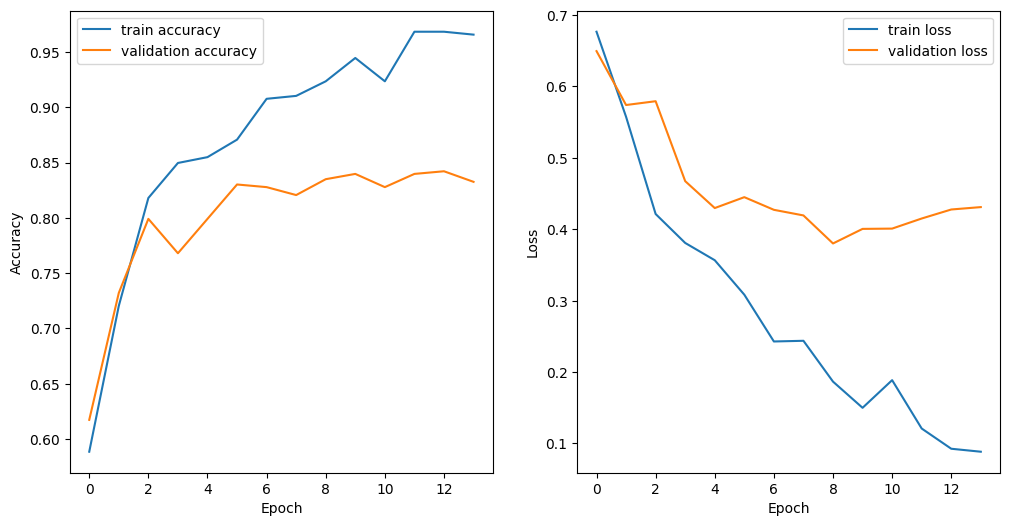 train accuracy
validation accuracy
0.95
0.90
0.85
0.80
0.75
0.70
0.65
0.60
Accuracy
0 2 4 6 8 10 12
Epoch
train loss
validation loss
0.7
0.6
0.5
0.4
0.3
0.2
0.1
Loss
0 2 4 6 8 10 12
Epoch